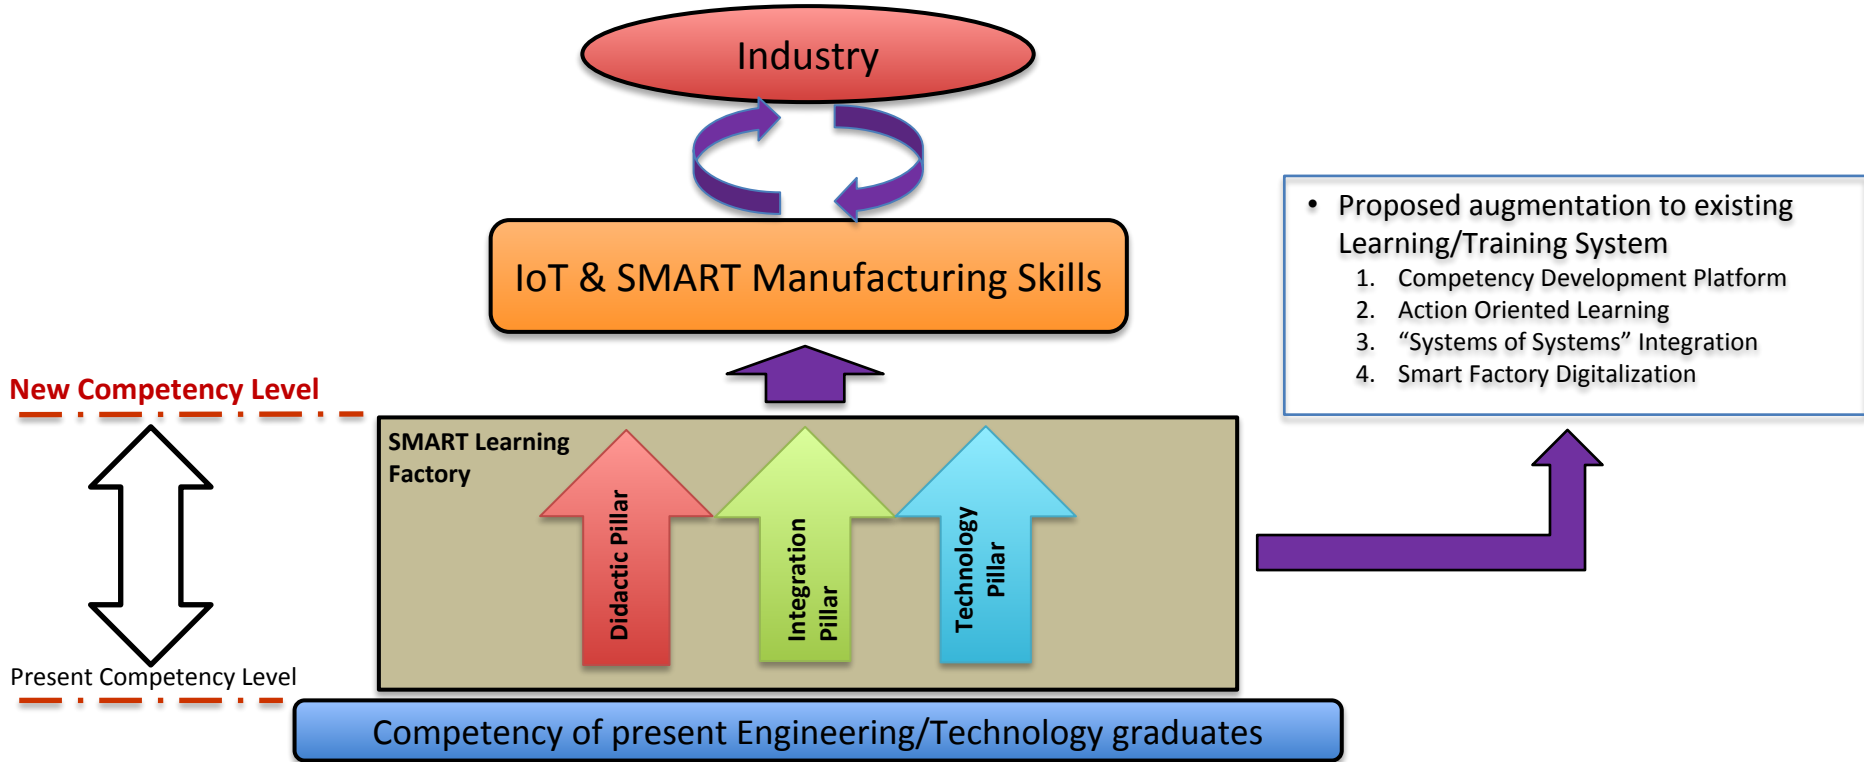 Industry
IoT & SMART Manufacturing Skills
• Proposed augmentation to existing
Learning/Training System
1. Competency Development Platform
2. Action Oriented Learning
3. “Systems of Systems” Integration
4. Smart Factory Digitalization
New Competency Level
SMART Learning
Factory
Didactic Pillar
Integration
Pillar
Technology
Pillar
Present Competency Level
Competency of present Engineering/Technology graduates